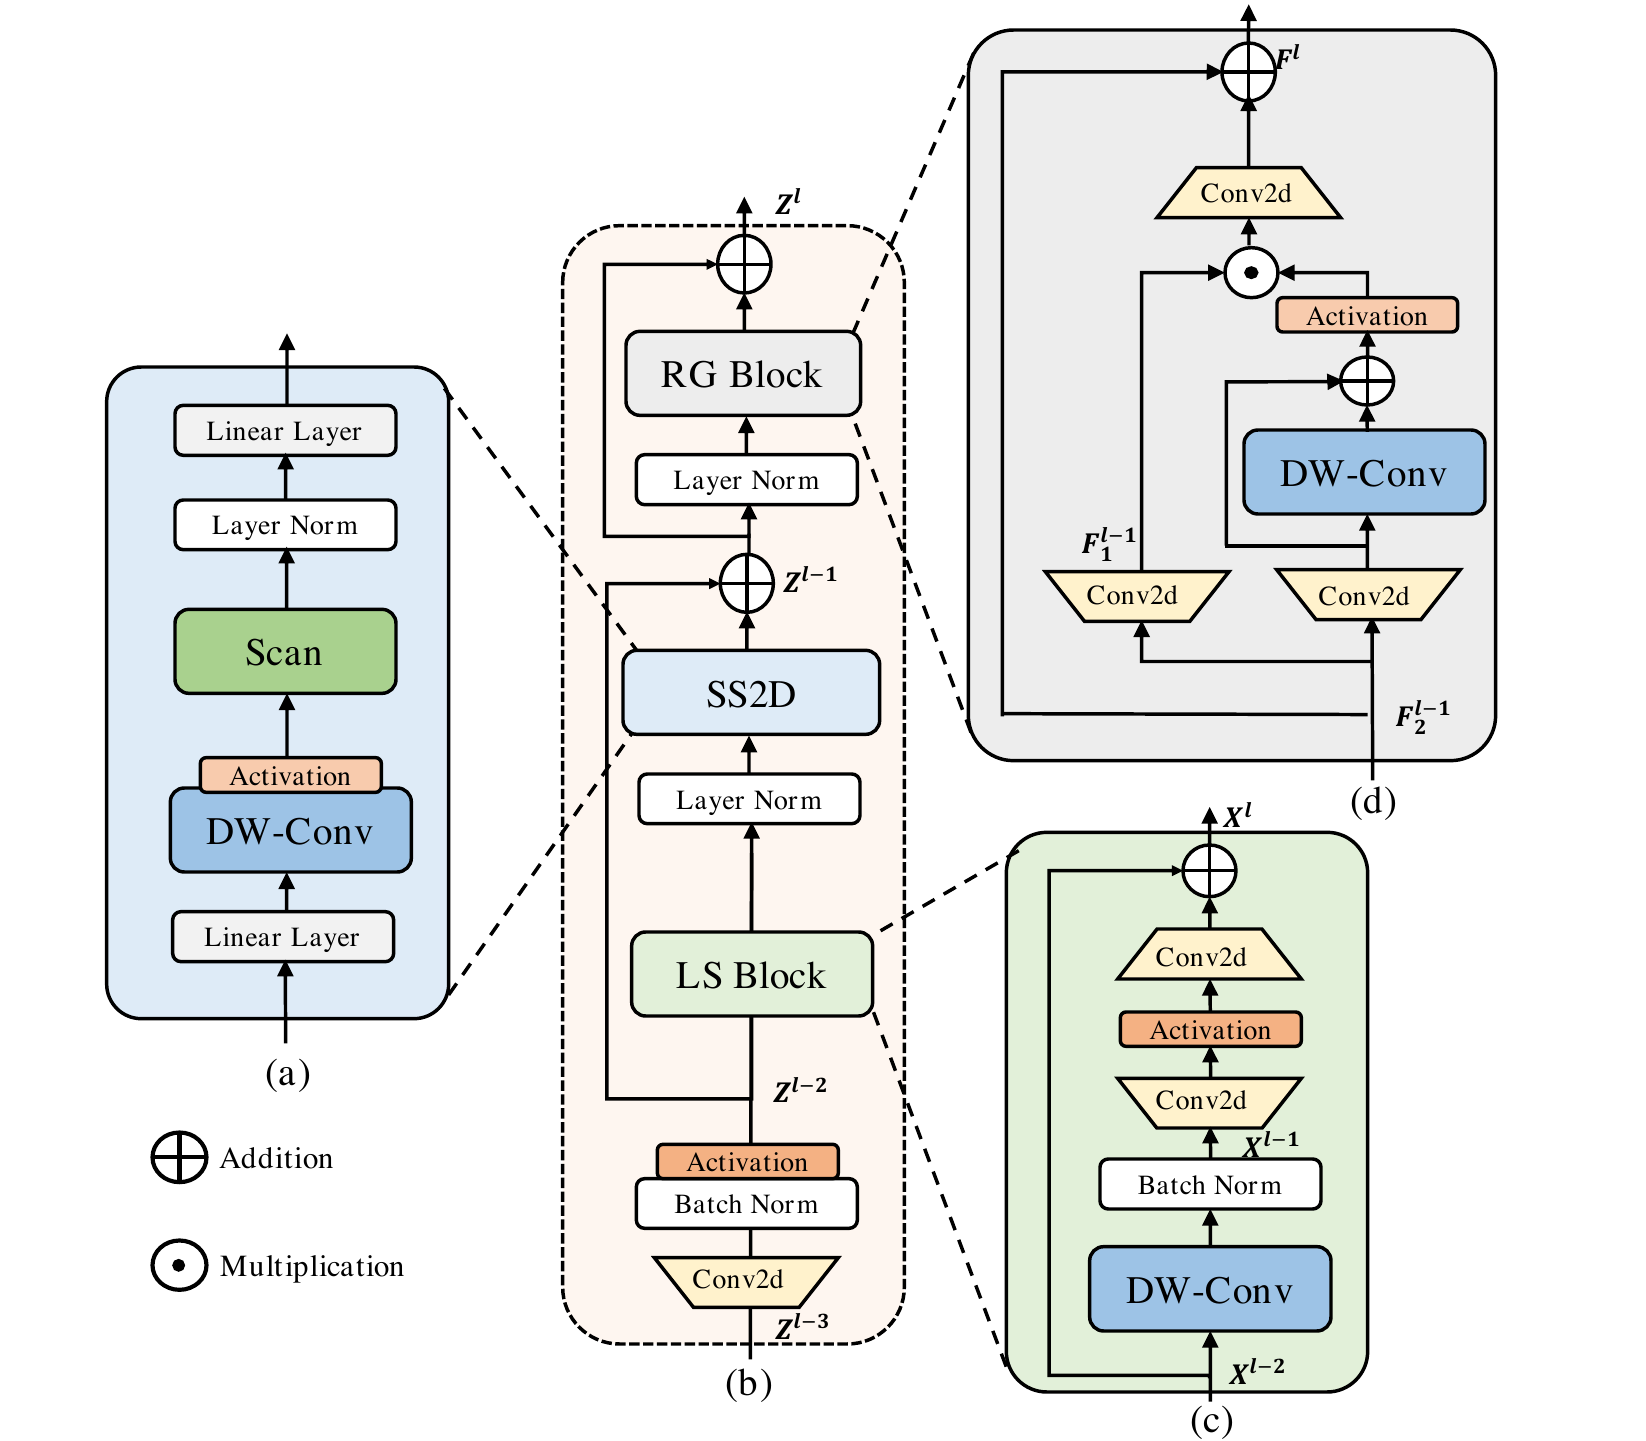 Linear Layer
Layer Norm
Scan
Activation
DW-Conv
Linear Layer
(a)
Addition
Multiplication
Z^l
RG Block
Layer Norm
Z^{l-1}
SS2D
Layer Norm
LS Block
Z^{l-2}
Activation
Batch Norm
Conv2d
Z^{l-3}
(b)
F^l
Conv2d
Activation
DW-Conv
F_1^{l-1}
Conv2d
Conv2d
F_2^{l-1}
(d)
X^l
Conv2d
Activation
Conv2d
X^{l-1}
Batch Norm
DW-Conv
X^{l-2}
(c)